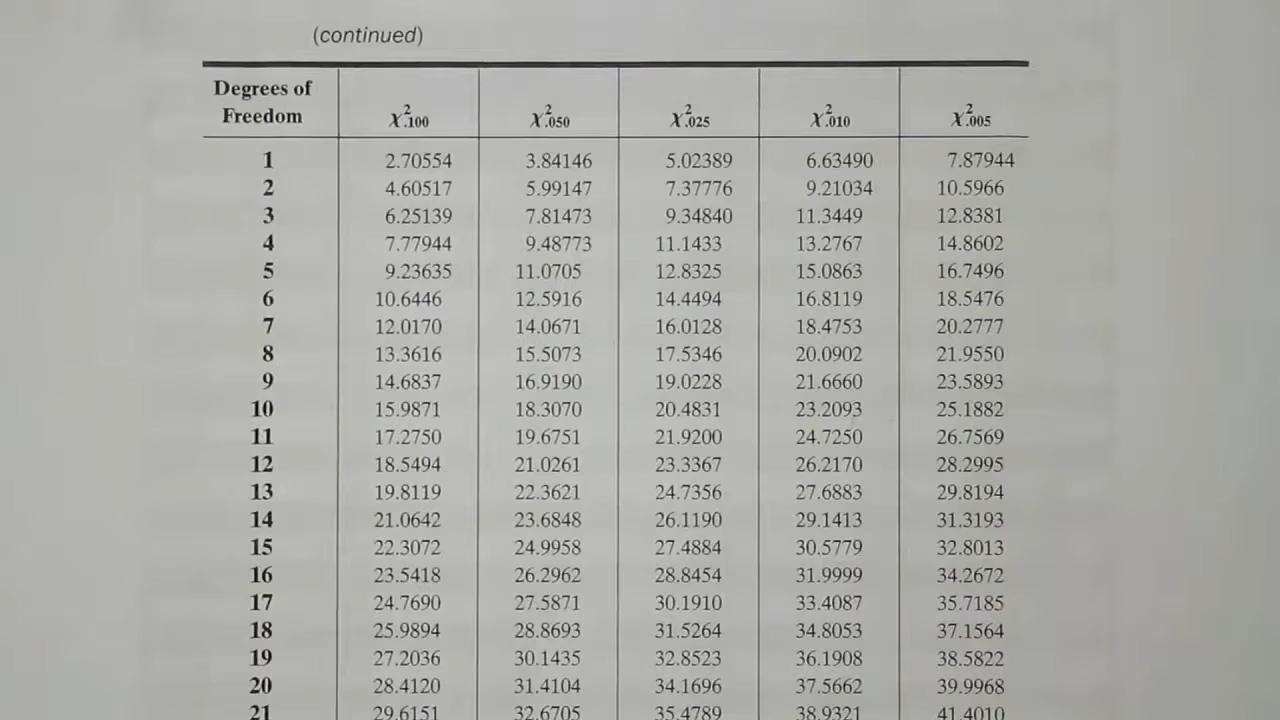 (continued)
Degrees of Freedom χ².100 χ².050 χ².025 χ².010 χ².005
1 2.70554 3.84146 5.02389 6.63490 7.87944
2 4.60517 5.99147 7.37776 9.21034 10.5966
3 6.25139 7.81473 9.34840 11.3449 12.8381
4 7.77944 9.48773 11.1433 13.2767 14.8602
5 9.23635 11.0705 12.8325 15.0863 16.7496
6 10.6446 12.5916 14.4494 16.8119 18.5476
7 12.0170 14.0671 16.0128 18.4753 20.2777
8 13.3616 15.5073 17.5346 20.0902 21.9550
9 14.6837 16.9190 19.0228 21.6660 23.5893
10 15.9871 18.3070 20.4831 23.2093 25.1882
11 17.2750 19.6751 21.9200 24.7250 26.7569
12 18.5494 21.0261 23.3367 26.2170 28.2995
13 19.8119 22.3621 24.7356 27.6883 29.8194
14 21.0642 23.6848 26.1190 29.1413 31.3193
15 22.3072 24.9958 27.4884 30.5779 32.8013
16 23.5418 26.2962 28.8454 31.9999 34.2672
17 24.7690 27.5871 30.1910 33.4087 35.7185
18 25.9894 28.8693 31.5264 34.8053 37.1564
19 27.2036 30.1435 32.8523 36.1908 38.5822
20 28.4120 31.4104 34.1696 37.5662 39.9968
21 29.6151 32.6705 35.4789 38.9321 41.4010